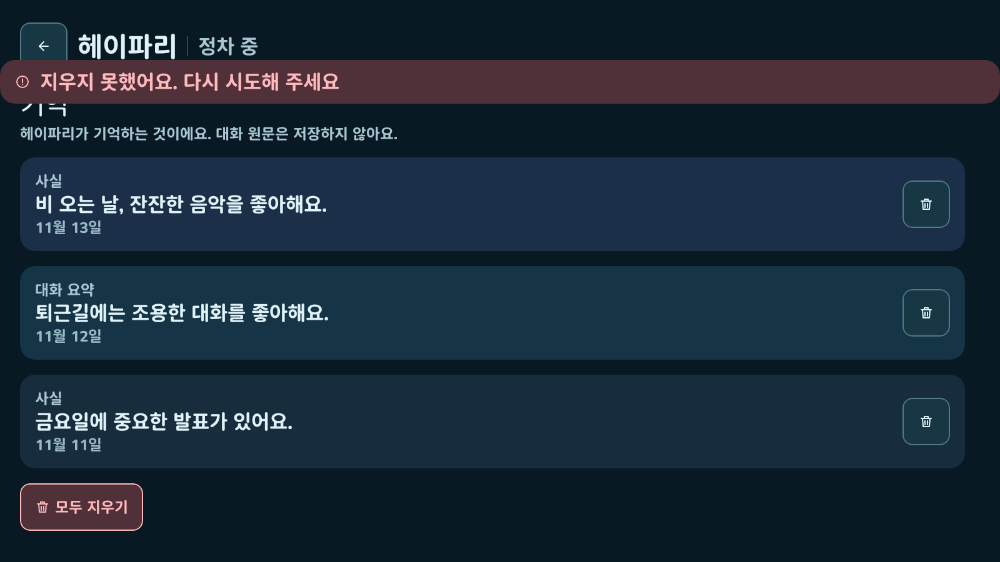 헤이파리 정차 중
지우지 못했어요. 다시 시도해 주세요
기억
헤이파리가 기억하는 것이에요. 대화 원문은 저장하지 않아요.
사실
비 오는 날, 잔잔한 음악을 좋아해요.
11월 13일
대화 요약
퇴근길에는 조용한 대화를 좋아해요.
11월 12일
사실
금요일에 중요한 발표가 있어요.
11월 11일
모두 지우기